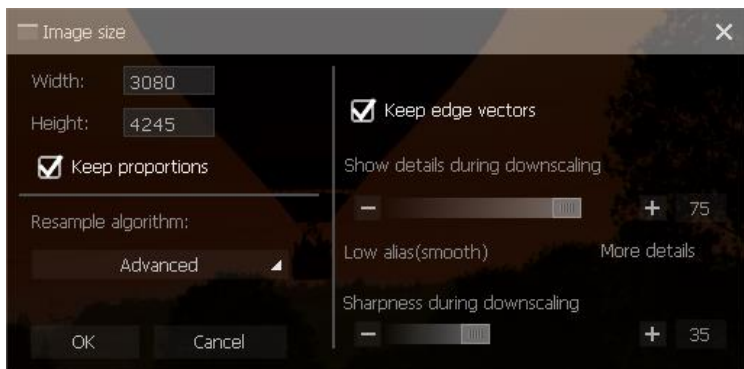 Image size
Width: 3080
Height: 4245
Keep proportions
Resample algorithm:
Advanced
OK Cancel
Keep edge vectors
Show details during downscaling
75
Low alias(smooth) More details
Sharpness during downscaling
35